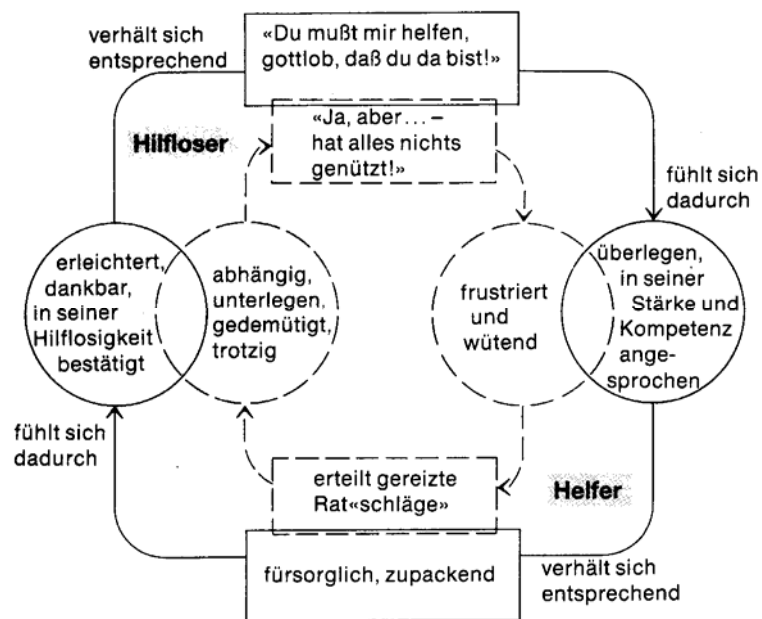 verhält sich
entsprechend
«Du mußt mir helfen,
gottlob, daß du da bist!»
Hilfloser
«Ja, aber... –
hat alles nichts
genützt!»
fühlt sich
dadurch
erleichtert,
dankbar,
in seiner
Hilflosigkeit
bestätigt
abhängig,
unterlegen,
gedemütigt,
trotzig
frustriert
und
wütend
überlegen,
in seiner
Stärke und
Kompetenz
ange-
sprochen
fühlt sich
dadurch
erteilt gereizte
Rat«schläge»
Helfer
fürsorglich, zupackend
verhält sich
entsprechend